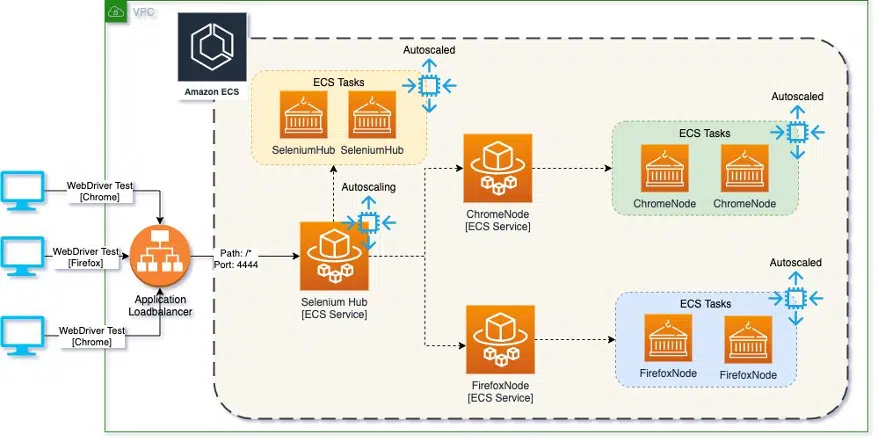 VPC
Amazon ECS
Autoscaled
ECS Tasks
SeleniumHub SeleniumHub
Autoscaled
ECS Tasks
ChromeNode ChromeNode
WebDriver Test
[Chrome]
Autoscaling
ChromeNode
[ECS Service]
WebDriver Test
[Firefox]
Path: /*
Port: 4444
Application
Loadbalancer
Selenium Hub
[ECS Service]
Autoscaled
ECS Tasks
FirefoxNode FirefoxNode
WebDriver Test
[Chrome]
FirefoxNode
[ECS Service]